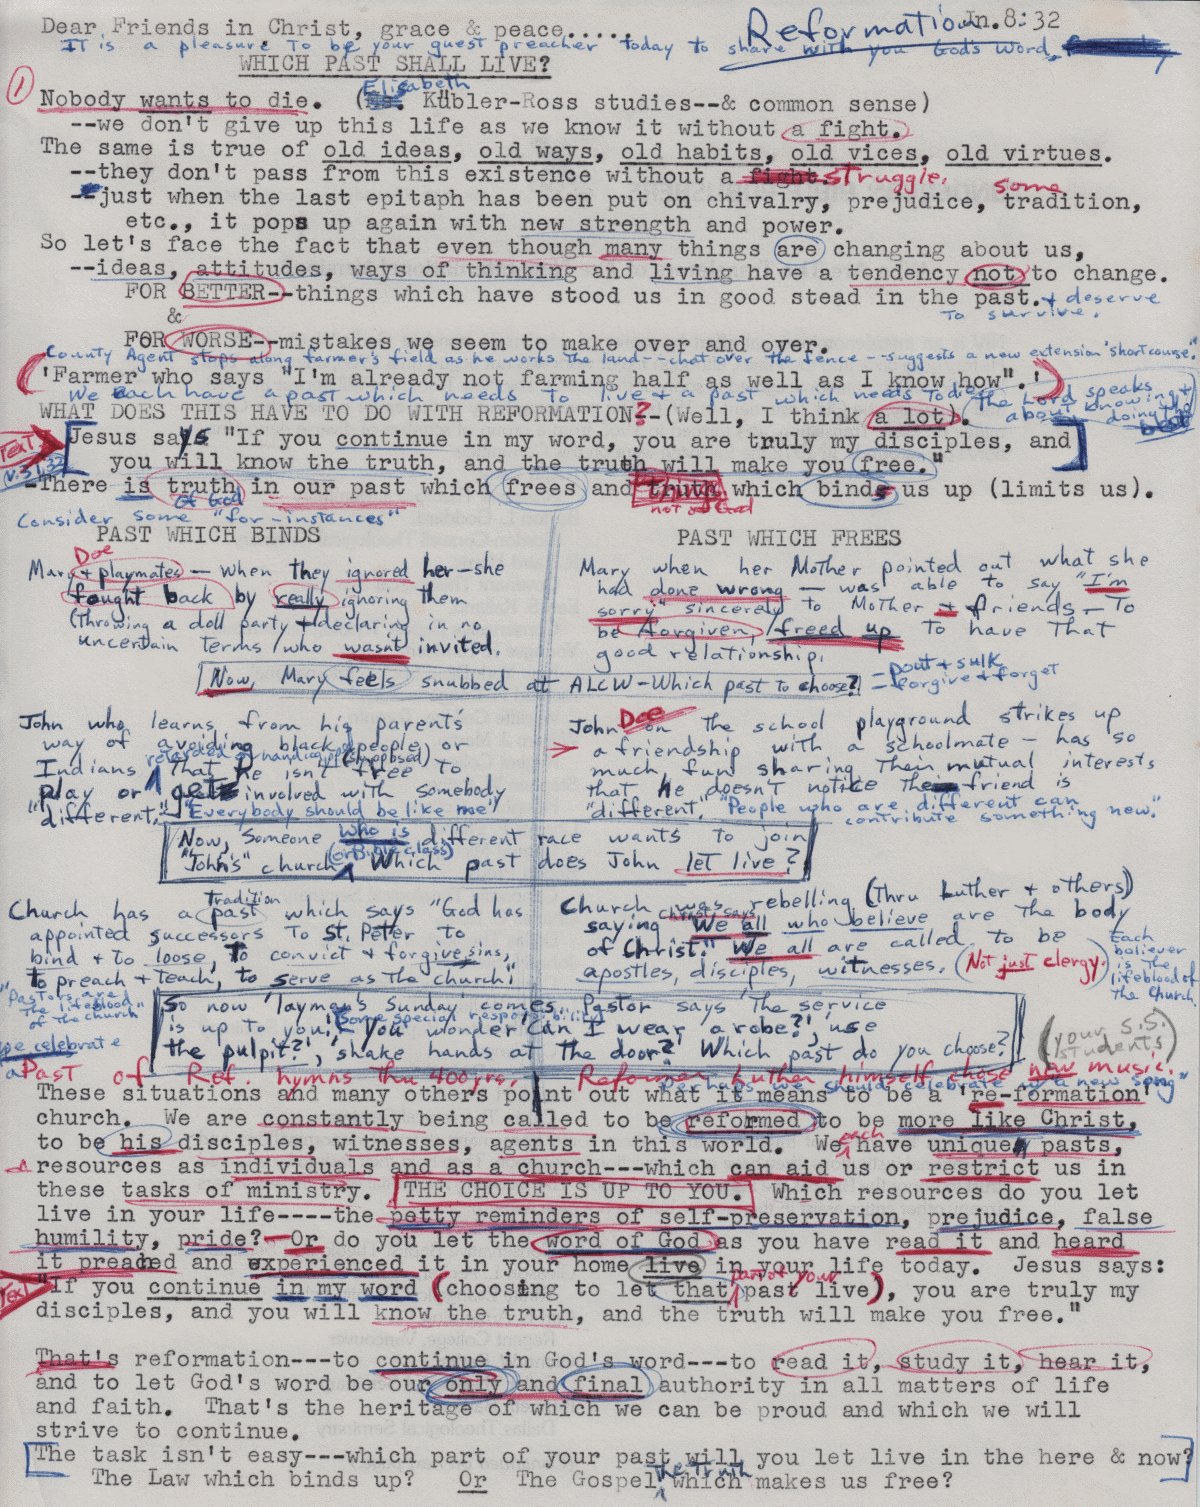 Dear Friends in Christ, grace & peace..... Reformation Jn. 8:32
It is a pleasure to be your guest preacher today to share with you God's Word.
WHICH PAST SHALL LIVE?
① Elisabeth
Nobody wants to die. ( Kübler-Ross studies--& common sense)
--we don't give up this life as we know it without a fight.
The same is true of old ideas, old ways, old habits, old vices, old virtues.
--they don't pass from this existence without a fight. struggle. some
just when the last epitaph has been put on chivalry, prejudice, tradition,
etc., it pops up again with new strength and power.
So let's face the fact that even though many things are changing about us,
--ideas, attitudes, ways of thinking and living have a tendency not to change.
FOR BETTER--things which have stood us in good stead in the past. + deserve
& to survive.
FOR WORSE--mistakes we seem to make over and over.
County Agent stops along farmer's field as he works the land--chat over the fence--suggests a new extension 'shortcourse."
('Farmer who says "I'm already not farming half as well as I know how".')
We each have a past which needs to live + a past which needs to die. (The Word speaks
WHAT DOES THIS HAVE TO DO WITH REFORMATION?--(Well, I think a lot). about knowing + doing the best
TEXT [Jesus says "If you continue in my word, you are truly my disciples, and]
v. 31, 32 you will know the truth, and the truth will make you free."
-There is truth in our past which frees and truth which binds us up (limits us).
of God not of God
Consider some "for-instances"
PAST WHICH BINDS PAST WHICH FREES
Doe
Mary + playmates — when they ignored her—she
fought back by really ignoring them
(throwing a doll party + declaring in no
uncertain terms who wasn't invited.
Mary when her Mother pointed out what she
had done wrong — was able to say "I'm
sorry" sincerely to Mother + friends — To
be forgiven, freed up to have that
good relationship.
Now, Mary feels snubbed at ALCW—Which past to choose? = pout + sulk
= forgive + forget
John who learns from his parent's
way of avoiding black people or
retarded or handicapped (supposed)
Indians that he isn't free to
play or get involved with somebody
"different." "Everybody should be like me"
John Doe on the school playground strikes up
a friendship with a schoolmate — has so
much fun sharing their mutual interests
that he doesn't notice the friend is
"different." "People who are different can
contribute something new."
Now, someone who is different race wants to join
"John's" church (or Bible class) Which past does John let live?
Tradition
Church has a past which says "God has
appointed successors to St. Peter to
bind + to loose, to convict + forgive sins,
to preach + teach, to serve as the church."
"Pastors are the lifeblood of the church"
Church was rebelling (thru Luther + others)
saying Christ says "We all who believe are the body
of Christ." We all are called to be
apostles, disciples, witnesses. (Not just clergy.)
Each believer is the lifeblood of the Church.
So now 'layman's Sunday' comes. Pastor says the service
is up to you. Some special responsibility
You wonder 'Can I wear a robe?', 'use
the pulpit?', 'shake hands at the door?' Which past do you choose?
(your S.S. students)
we celebrate
a Past of Ref. hymns thru 400 yrs. Reformer Luther himself chose new music.
Perhaps we should celebrate by "a new song"
These situations and many others point out what it means to be a 're-formation'
church. We are constantly being called to be reformed to be more like Christ,
to be his disciples, witnesses, agents in this world. We each have unique pasts,
resources as individuals and as a church---which can aid us or restrict us in
these tasks of ministry. THE CHOICE IS UP TO YOU. Which resources do you let
live in your life----the petty reminders of self-preservation, prejudice, false
humility, pride?—Or do you let the word of God as you have read it and heard
it preached and experienced it in your home live in your life today. Jesus says:
Text "If you continue in my word (choosing to let that part of your past live), you are truly my
disciples, and you will know the truth, and the truth will make you free."
That's reformation---to continue in God's word---to read it, study it, hear it,
and to let God's word be our only and final authority in all matters of life
and faith. That's the heritage of which we can be proud and which we will
strive to continue.
[The task isn't easy---which part of your past will you let live in the here & now?]
The Law which binds up? Or The Gospel the truth which makes us free?